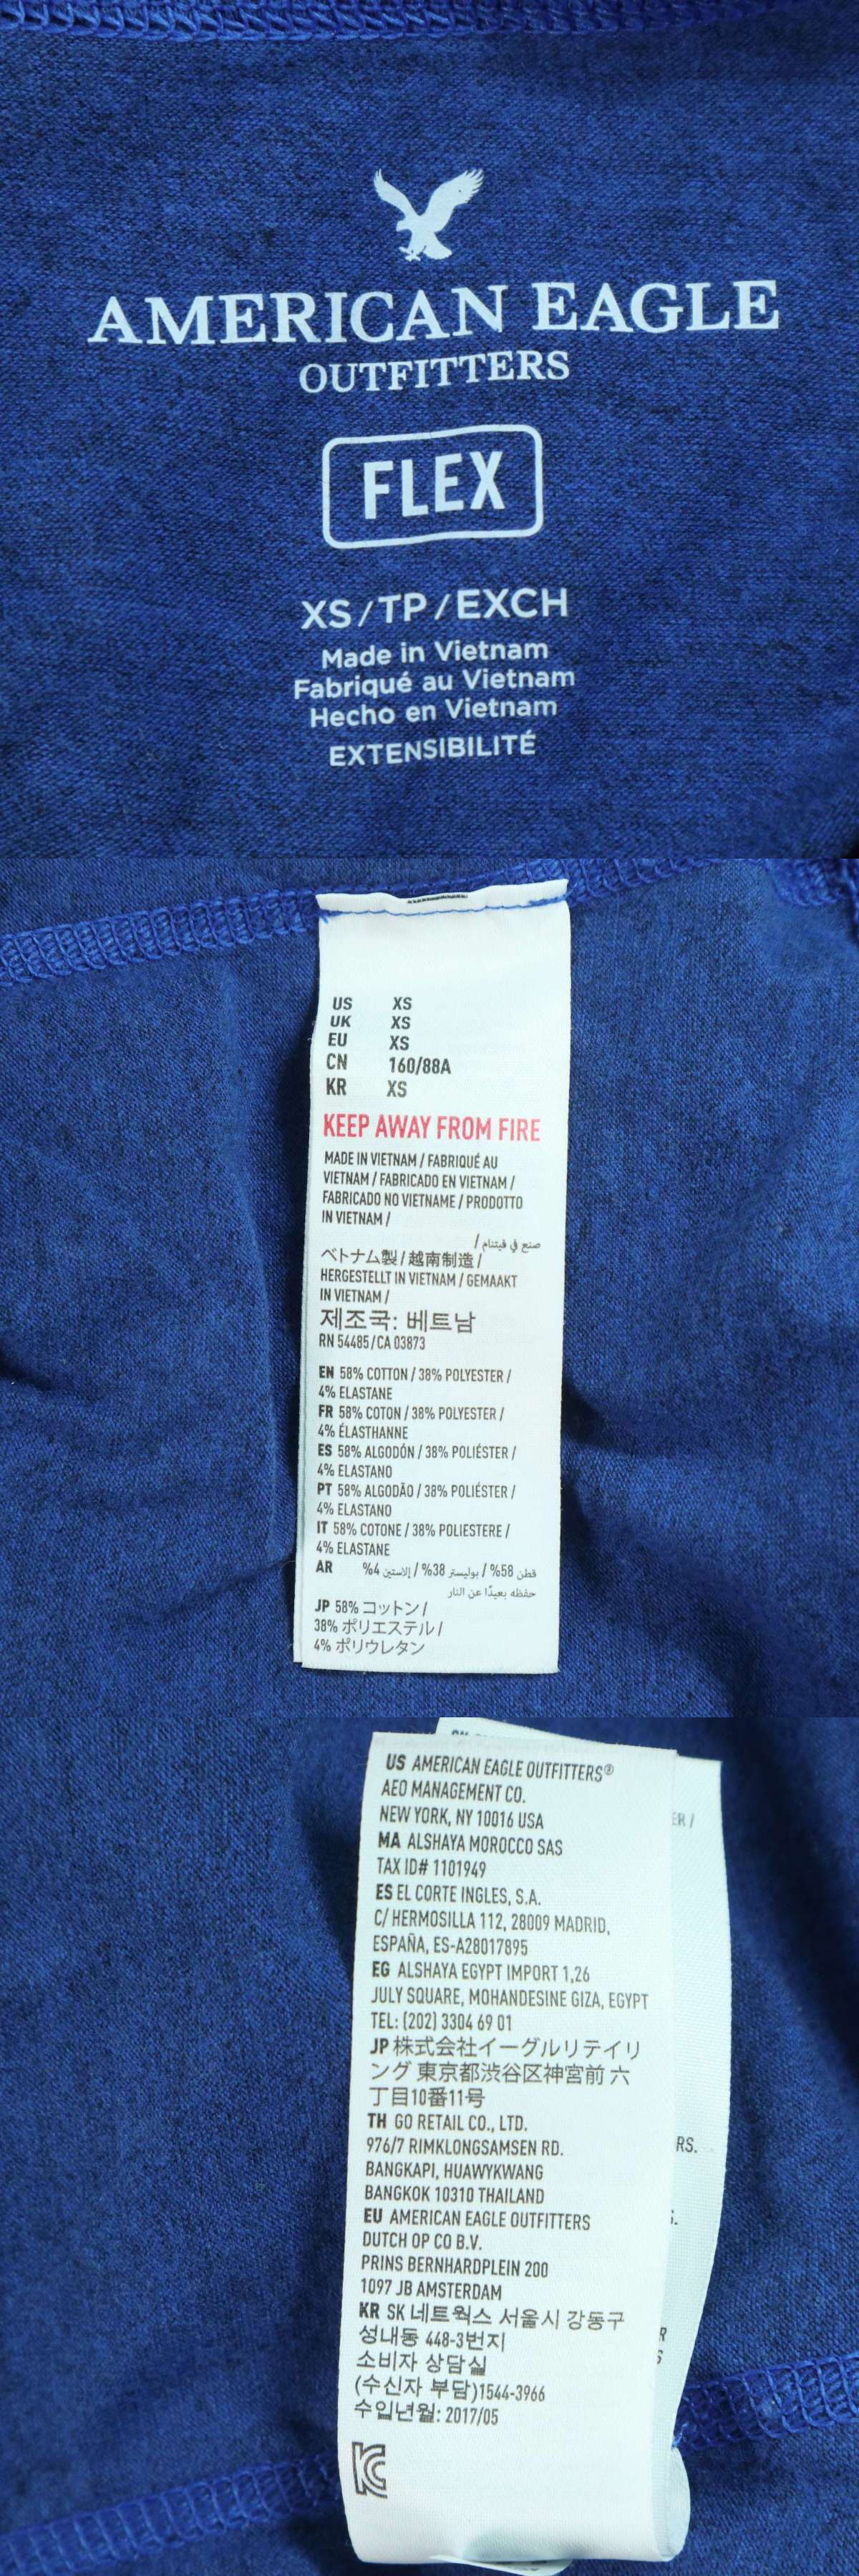 AMERICAN EAGLE
OUTFITTERS
FLEX
XS/TP/EXCH
Made in Vietnam
Fabriqué au Vietnam
Hecho en Vietnam
EXTENSIBILITÉ
US XS
UK XS
EU XS
CN 160/88A
KR XS
KEEP AWAY FROM FIRE
MADE IN VIETNAM / FABRIQUÉ AU
VIETNAM / FABRICADO EN VIETNAM /
FABRICADO NO VIETNAME / PRODOTTO
IN VIETNAM /
صنع في فيتنام /
ベトナム製 / 越南制造 /
HERGESTELLT IN VIETNAM / GEMAAKT
IN VIETNAM /
제조국: 베트남
RN 54485 / CA 03873
EN 58% COTTON / 38% POLYESTER /
4% ELASTANE
FR 58% COTON / 38% POLYESTER /
4% ÉLASTHANNE
ES 58% ALGODÓN / 38% POLIÉSTER /
4% ELASTANO
PT 58% ALGODÃO / 38% POLIÉSTER /
4% ELASTANO
IT 58% COTONE / 38% POLIESTERE /
4% ELASTANE
AR قطن 58% / بوليستر 38% / إلاستين 4%
حفظه بعيدًا عن النار
JP 58% コットン /
38% ポリエステル /
4% ポリウレタン
US AMERICAN EAGLE OUTFITTERS®
AEO MANAGEMENT CO.
NEW YORK, NY 10016 USA
MA ALSHAYA MOROCCO SAS
TAX ID# 1101949
ES EL CORTE INGLES, S.A.
C/ HERMOSILLA 112, 28009 MADRID,
ESPAÑA, ES-A28017895
EG ALSHAYA EGYPT IMPORT 1,26
JULY SQUARE, MOHANDESINE GIZA, EGYPT
TEL: (202) 3304 69 01
JP 株式会社イーグルリテイリ
ング 東京都渋谷区神宮前 六
丁目10番11号
TH GO RETAIL CO., LTD.
976/7 RIMKLONGSAMSEN RD.
BANGKAPI, HUAWYKWANG
BANGKOK 10310 THAILAND
EU AMERICAN EAGLE OUTFITTERS
DUTCH OP CO B.V.
PRINS BERNHARDPLEIN 200
1097 JB AMSTERDAM
KR SK 네트웍스 서울시 강동구
성내동 448-3번지
소비자 상담실
(수신자 부담)1544-3966
수입년월: 2017/05